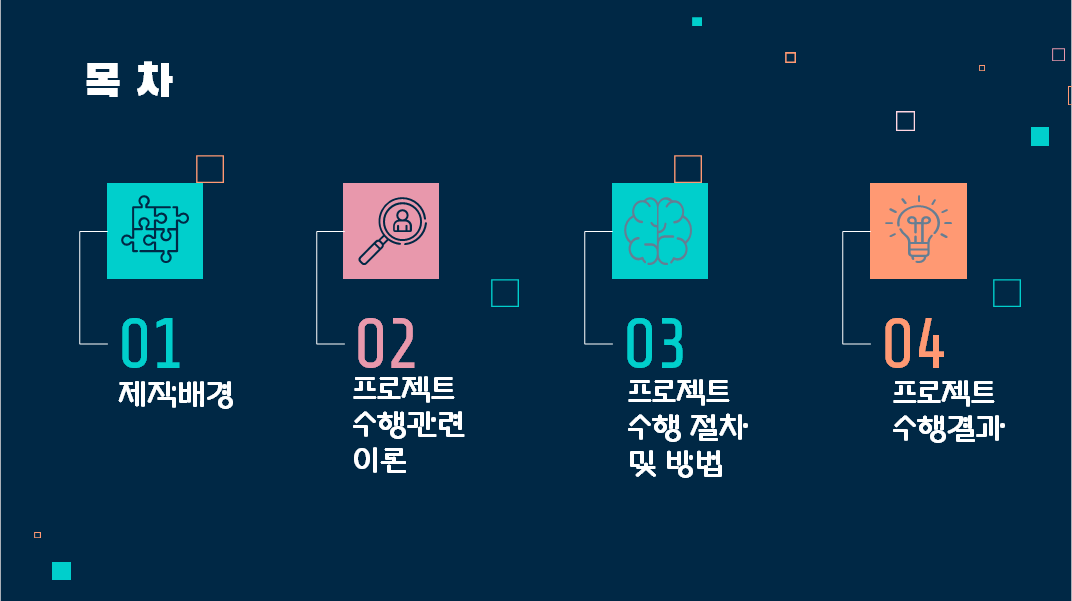 목 차
01
제작배경
02
프로젝트
수행관련
이론
03
프로젝트
수행 절차
및 방법
04
프로젝트
수행결과